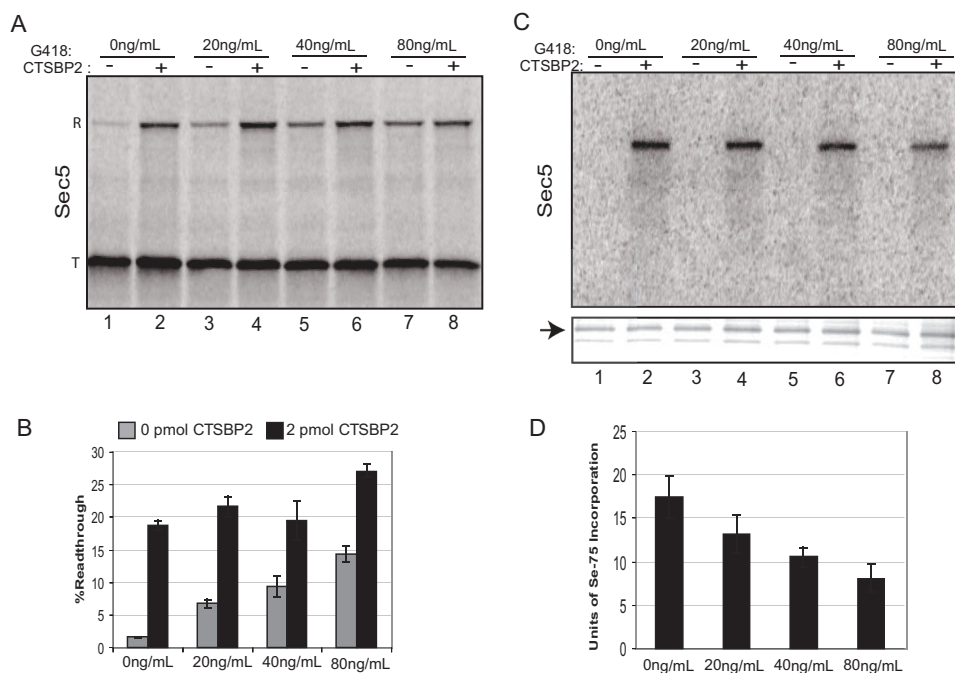 A
G418: 0ng/mL 20ng/mL 40ng/mL 80ng/mL
CTSBP2 : - + - + - + - +
Sec5
R
T
1 2 3 4 5 6 7 8
C
G418: 0ng/mL 20ng/mL 40ng/mL 80ng/mL
CTSBP2: - + - + - + - +
Sec5
1 2 3 4 5 6 7 8
B
0 pmol CTSBP2 2 pmol CTSBP2
%Readthrough
30
25
20
15
10
5
0
0ng/mL 20ng/mL 40ng/mL 80ng/mL
D
Units of Se-75 Incorporation
25
20
15
10
5
0
0ng/mL 20ng/mL 40ng/mL 80ng/mL